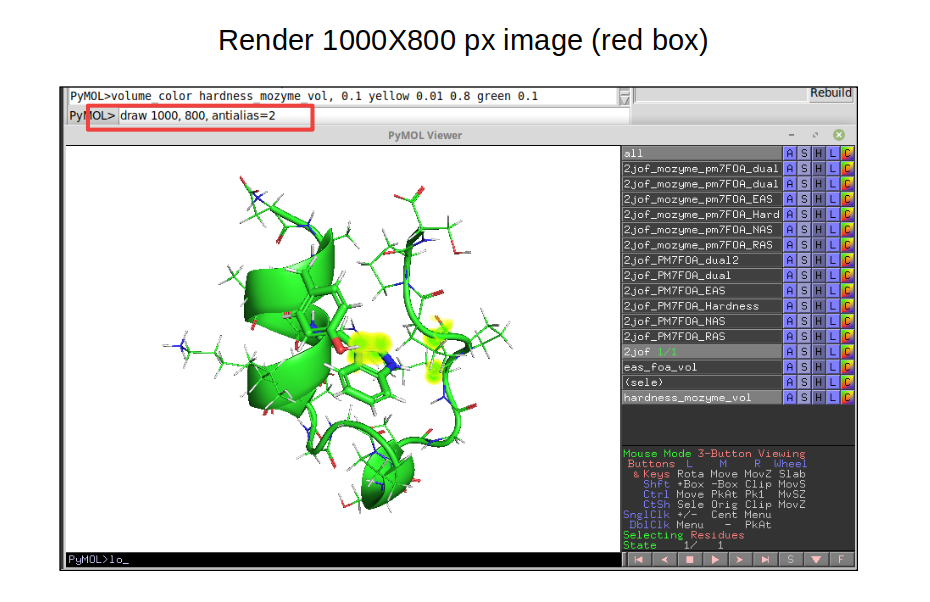 Render 1000X800 px image (red box)
PyMOL>volume_color hardness_mozyme_vol, 0.1 yellow 0.01 0.8 green 0.1
Rebuild
PyMOL> draw 1000, 800, antialias=2
PyMOL Viewer
all A S H L C
2jof_mozyme_pm7FOA_dual A S H L C
2jof_mozyme_pm7FOA_dual A S H L C
2jof_mozyme_pm7FOA_EAS A S H L C
2jof_mozyme_pm7FOA_Hard A S H L C
2jof_mozyme_pm7FOA_NAS A S H L C
2jof_mozyme_pm7FOA_RAS A S H L C
2jof_PM7FOA_dual2 A S H L C
2jof_PM7FOA_dual A S H L C
2jof_PM7FOA_EAS A S H L C
2jof_PM7FOA_Hardness A S H L C
2jof_PM7FOA_NAS A S H L C
2jof_PM7FOA_RAS A S H L C
2jof 1/1 A S H L C
eas_foa_vol A S H L C
(sele) A S H L C
hardness_mozyme_vol A S H L C
Mouse Mode 3-Button Viewing
Buttons L M R Wheel
& Keys Rota Move MovZ Slab
Shft +Box -Box Clip MovS
Ctrl Move PkAt Pk1 MvSZ
CtSh Sele Orig Clip MovZ
SnglClk +/- Cent Menu
DblClk Menu - PkAt
Selecting Residues
State 1/ 1
PyMOL>lo_
S F